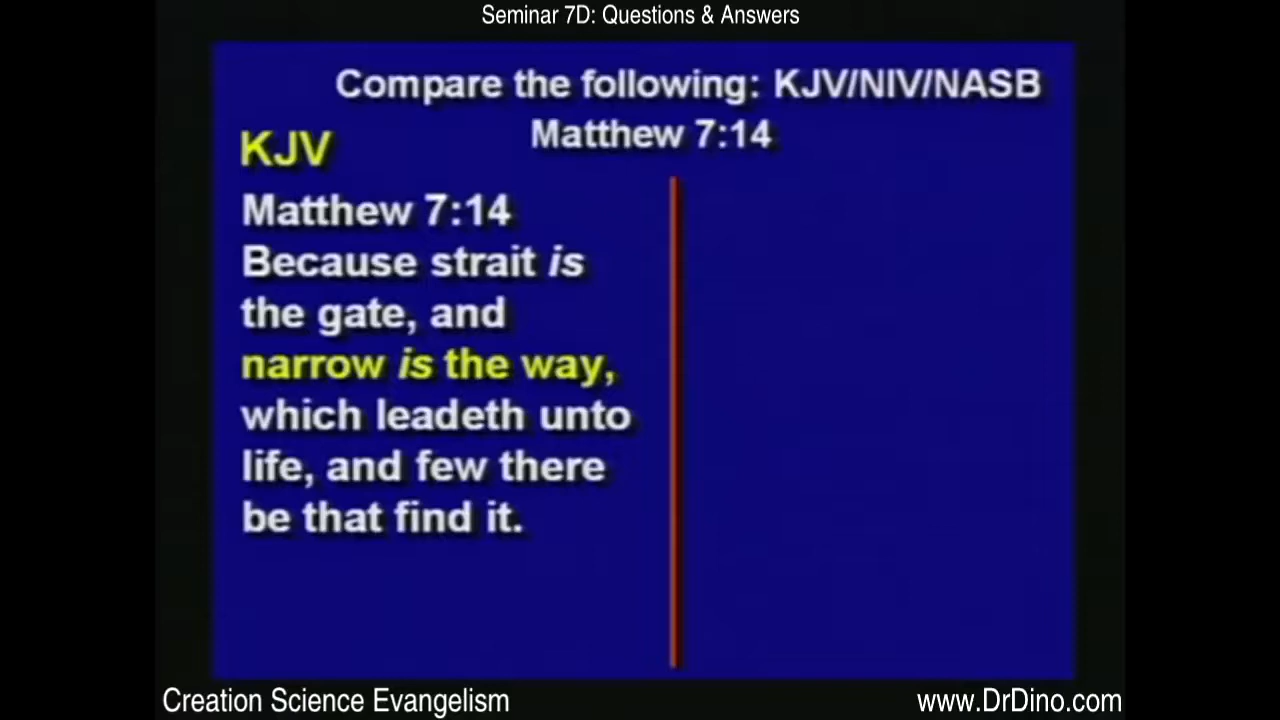 Seminar 7D: Questions & Answers
Compare the following: KJV/NIV/NASB
Matthew 7:14
KJV
Matthew 7:14
Because strait is
the gate, and
narrow is the way,
which leadeth unto
life, and few there
be that find it.
Creation Science Evangelism
www.DrDino.com